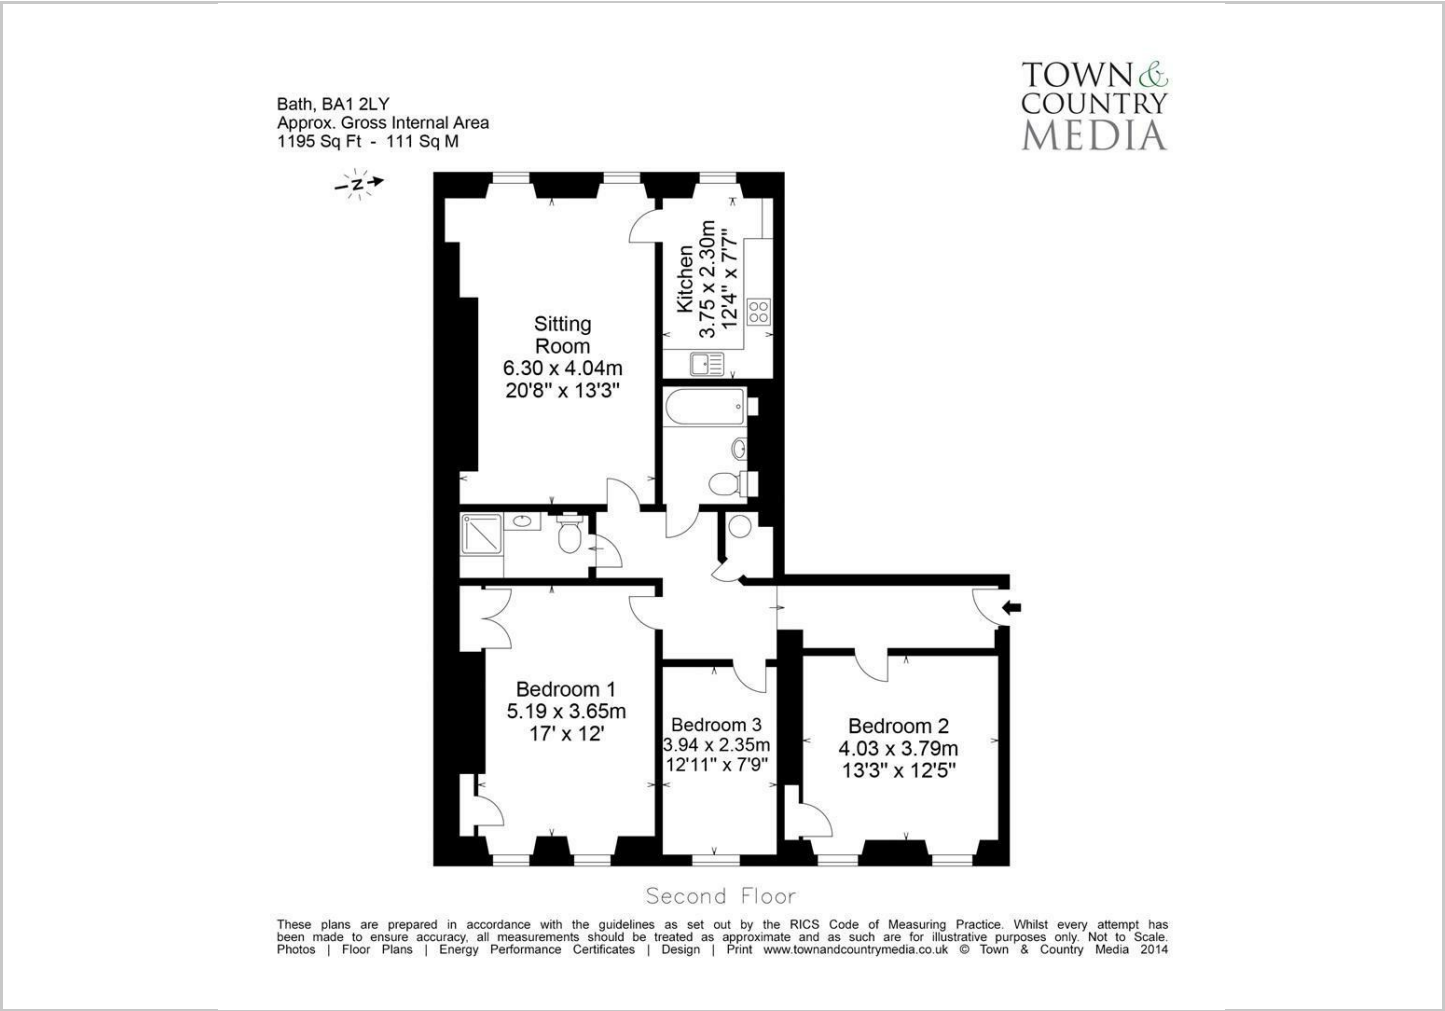 Bath, BA1 2LY
Approx. Gross Internal Area
1195 Sq Ft - 111 Sq M
TOWN &
COUNTRY
MEDIA
N
Kitchen
3.75 x 2.30m
12'4" x 7'7"
Sitting
Room
6.30 x 4.04m
20'8" x 13'3"
Bedroom 1
5.19 x 3.65m
17' x 12'
Bedroom 3
3.94 x 2.35m
12'11" x 7'9"
Bedroom 2
4.03 x 3.79m
13'3" x 12'5"
Second Floor
These plans are prepared in accordance with the guidelines as set out by the RICS Code of Measuring Practice. Whilst every attempt has
been made to ensure accuracy, all measurements should be treated as approximate and as such are for illustrative purposes only. Not to Scale.
Photos | Floor Plans | Energy Performance Certificates | Design | Print www.townandcountrymedia.co.uk © Town & Country Media 2014